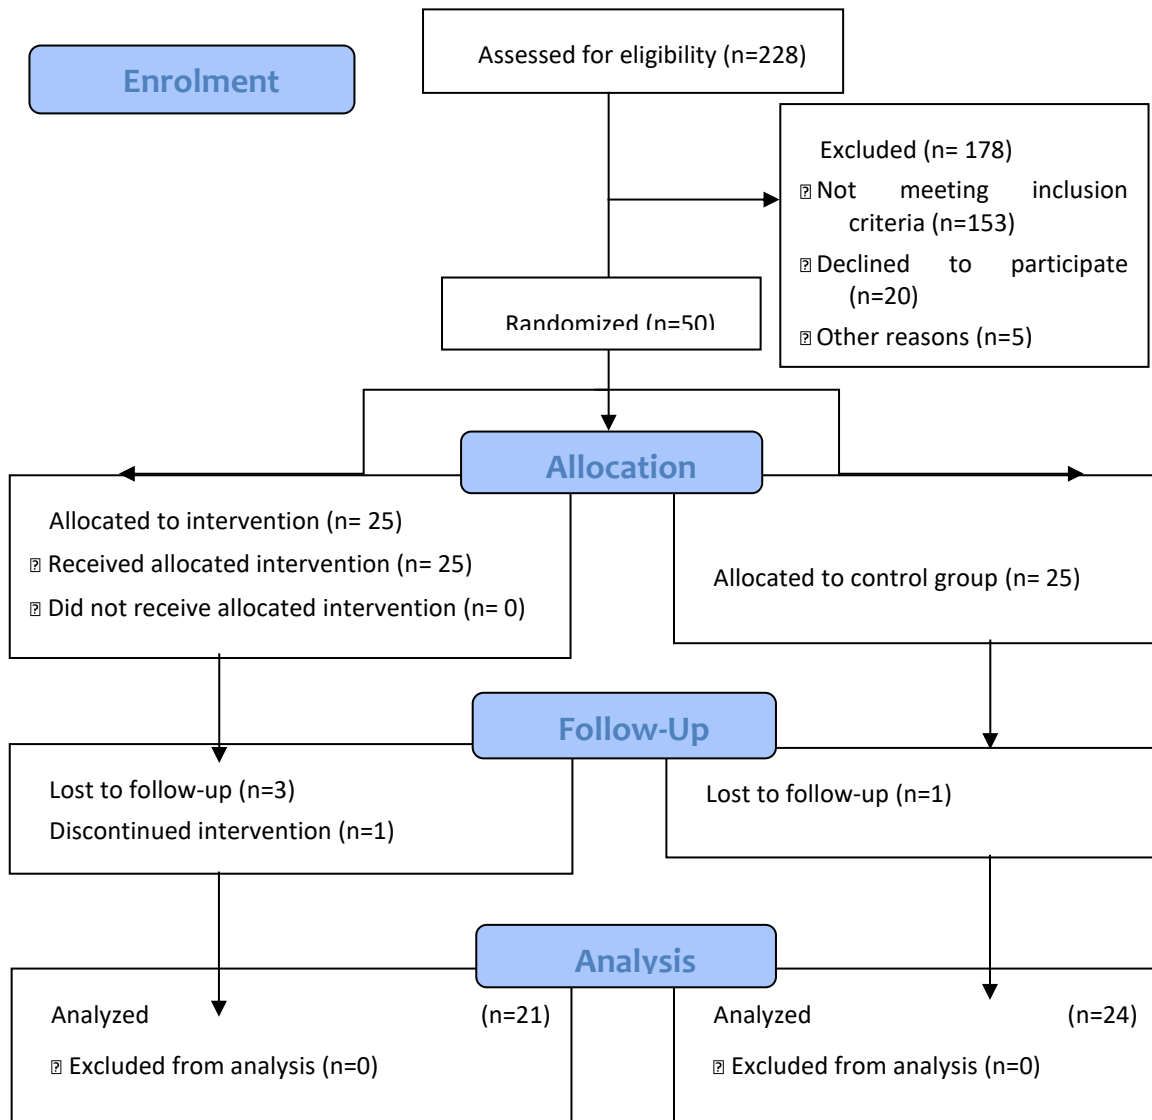 Assessed for eligibility (n=228)
Enrolment
Excluded (n= 178)
⍰ Not meeting inclusion
criteria (n=153)
⍰ Declined to participate
(n=20)
⍰ Other reasons (n=5)
Randomized (n=50)
Allocation
Allocated to intervention (n= 25)
⍰ Received allocated intervention (n= 25)
⍰ Did not receive allocated intervention (n= 0)
Allocated to control group (n= 25)
Follow-Up
Lost to follow-up (n=3)
Discontinued intervention (n=1)
Lost to follow-up (n=1)
Analysis
Analyzed (n=21)
⍰ Excluded from analysis (n=0)
Analyzed (n=24)
⍰ Excluded from analysis (n=0)